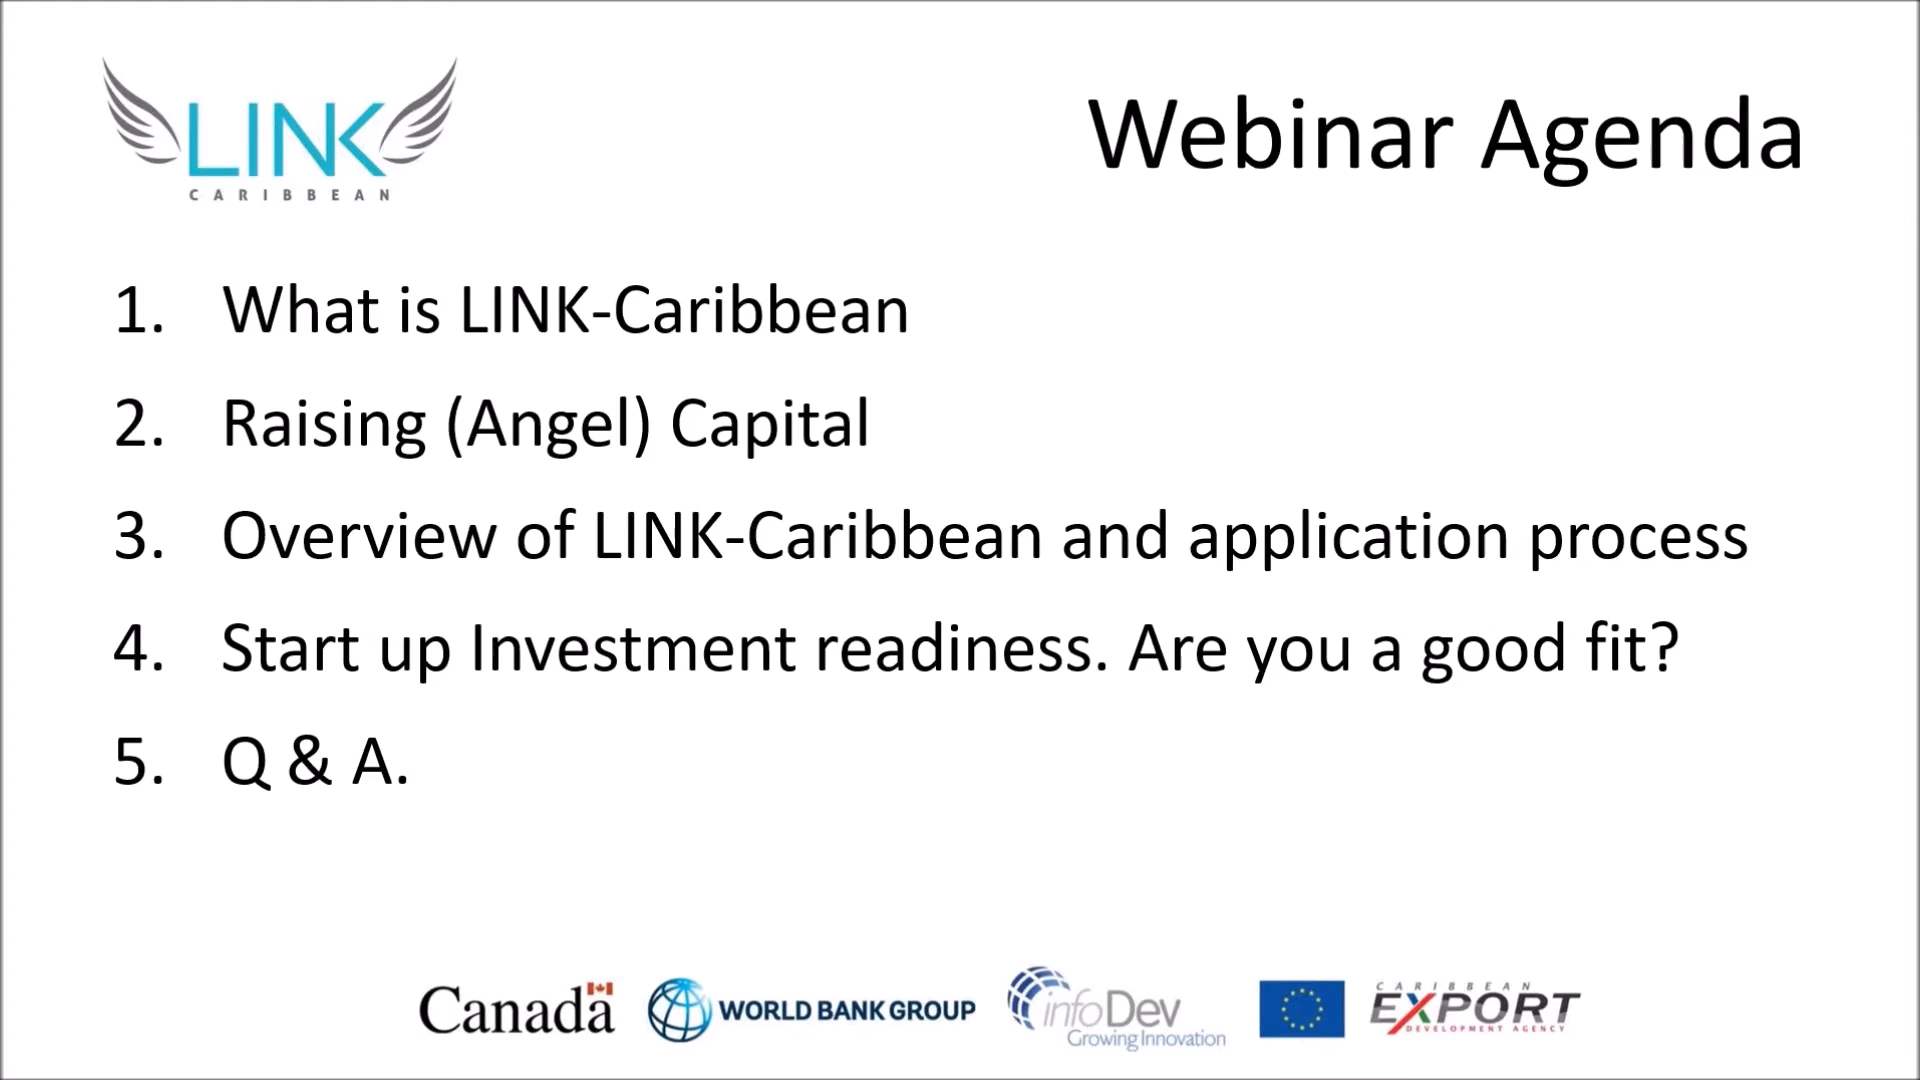 LINK
CARIBBEAN
Webinar Agenda
1. What is LINK-Caribbean
2. Raising (Angel) Capital
3. Overview of LINK-Caribbean and application process
4. Start up Investment readiness. Are you a good fit?
5. Q & A.
Canada
WORLD BANK GROUP
infoDev
Growing Innovation
CARIBBEAN
EXPORT
DEVELOPMENT AGENCY